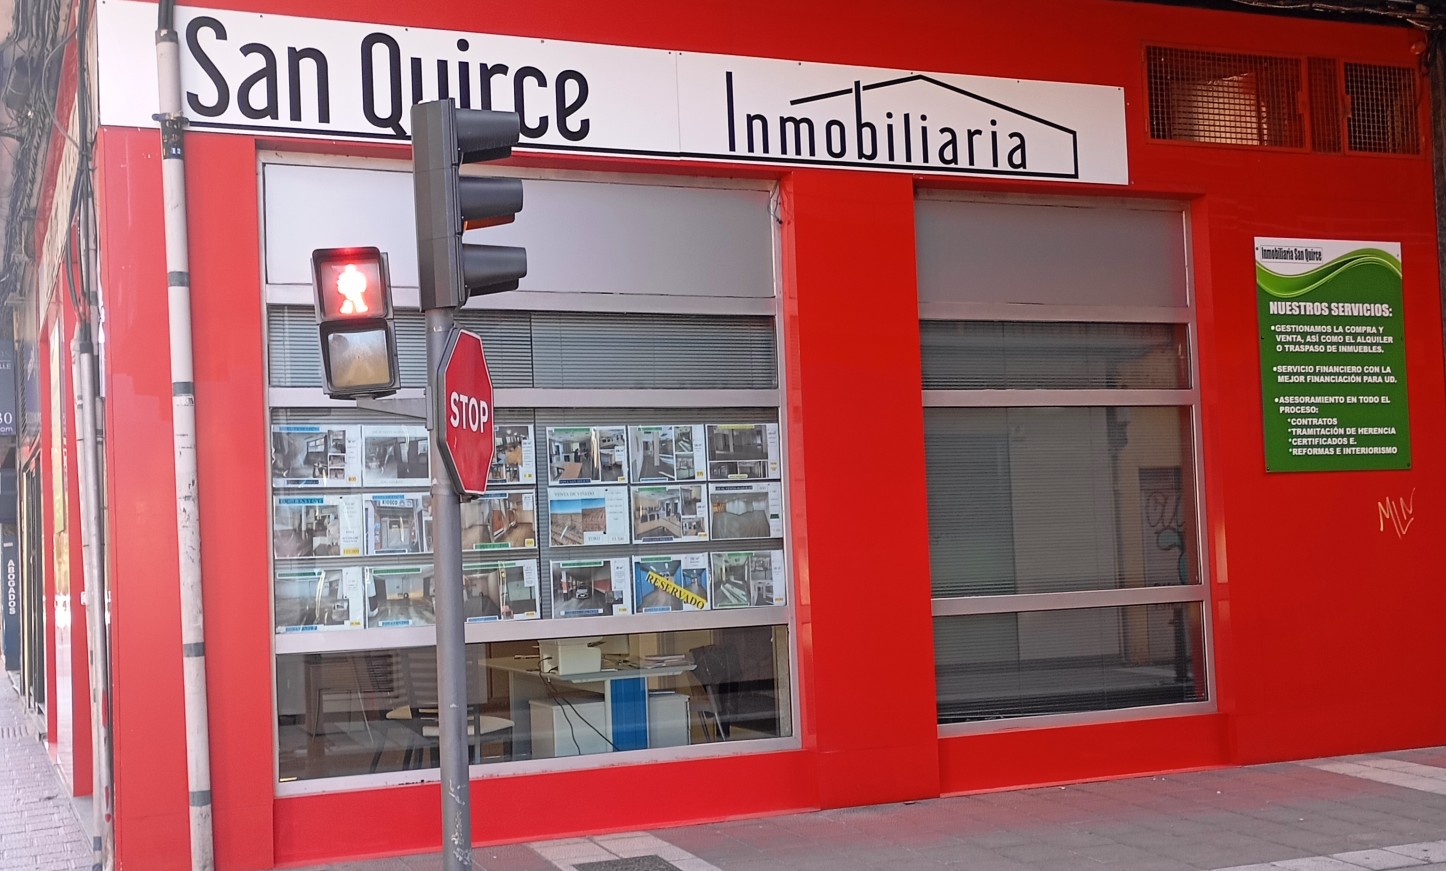 San Quirce Inmobiliaria
STOP
RESERVADO
ABOGADOS
Inmobiliaria San Quirce
NUESTROS SERVICIOS:
•GESTIONAMOS LA COMPRA Y
VENTA, ASÍ COMO EL ALQUILER
O TRASPASO DE INMUEBLES.
•SERVICIO FINANCIERO CON LA
MEJOR FINANCIACIÓN PARA UD.
•ASESORAMIENTO EN TODO EL
PROCESO:
*CONTRATOS
*TRAMITACIÓN DE HERENCIA
*CERTIFICADOS E.
*REFORMAS E INTERIORISMO
MLN